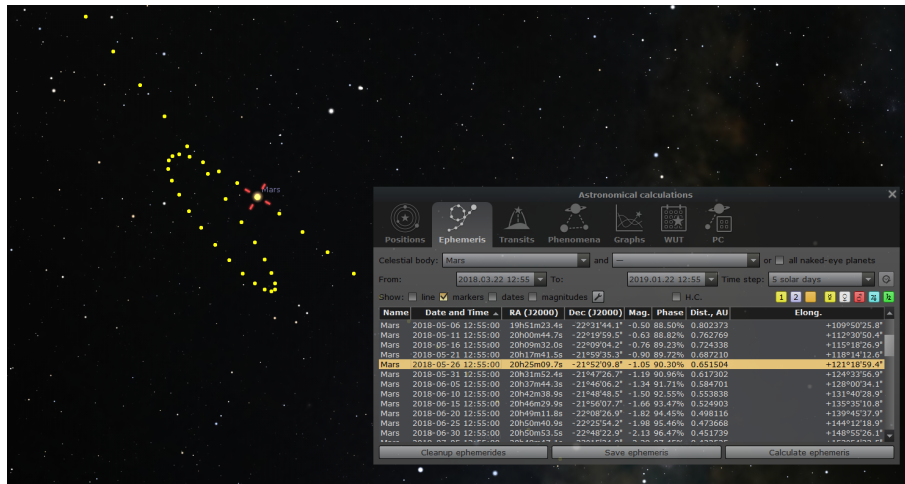 Mars
Astronomical calculations
Positions Ephemeris Transits Phenomena Graphs WUT PC
Celestial body: Mars and — or all naked-eye planets
From: 2018.03.22 12:55 To: 2019.01.22 12:55 Time step: 5 solar days
Show: line markers dates magnitudes H.C. 1 2
Name Date and Time RA (J2000) Dec (J2000) Mag. Phase Dist., AU Elong.
Mars 2018-05-06 12:55:00 19h51m23.4s -22°31'44.1" -0.50 88.50% 0.802373 +109°50'25.8"
Mars 2018-05-11 12:55:00 20h00m44.7s -22°19'59.5" -0.63 88.82% 0.762769 +112°30'50.4"
Mars 2018-05-16 12:55:00 20h09m32.0s -22°09'04.2" -0.76 89.23% 0.724338 +115°18'26.9"
Mars 2018-05-21 12:55:00 20h17m41.5s -21°59'35.3" -0.90 89.72% 0.687210 +118°14'12.6"
Mars 2018-05-26 12:55:00 20h25m09.7s -21°52'09.8" -1.05 90.30% 0.651504 +121°18'59.4"
Mars 2018-05-31 12:55:00 20h31m52.4s -21°47'26.7" -1.19 90.96% 0.617302 +124°33'56.9"
Mars 2018-06-05 12:55:00 20h37m44.3s -21°46'06.2" -1.34 91.71% 0.584701 +128°00'34.1"
Mars 2018-06-10 12:55:00 20h42m38.9s -21°48'48.5" -1.50 92.55% 0.553838 +131°40'28.9"
Mars 2018-06-15 12:55:00 20h46m29.9s -21°56'07.7" -1.66 93.47% 0.524903 +135°35'10.8"
Mars 2018-06-20 12:55:00 20h49m11.8s -22°08'26.9" -1.82 94.45% 0.498116 +139°45'37.9"
Mars 2018-06-25 12:55:00 20h50m40.9s -22°25'54.2" -1.98 95.46% 0.473668 +144°12'18.9"
Mars 2018-06-30 12:55:00 20h50m53.5s -22°48'22.9" -2.13 96.47% 0.451739 +148°55'26.1"
Cleanup ephemerides Save ephemeris Calculate ephemeris